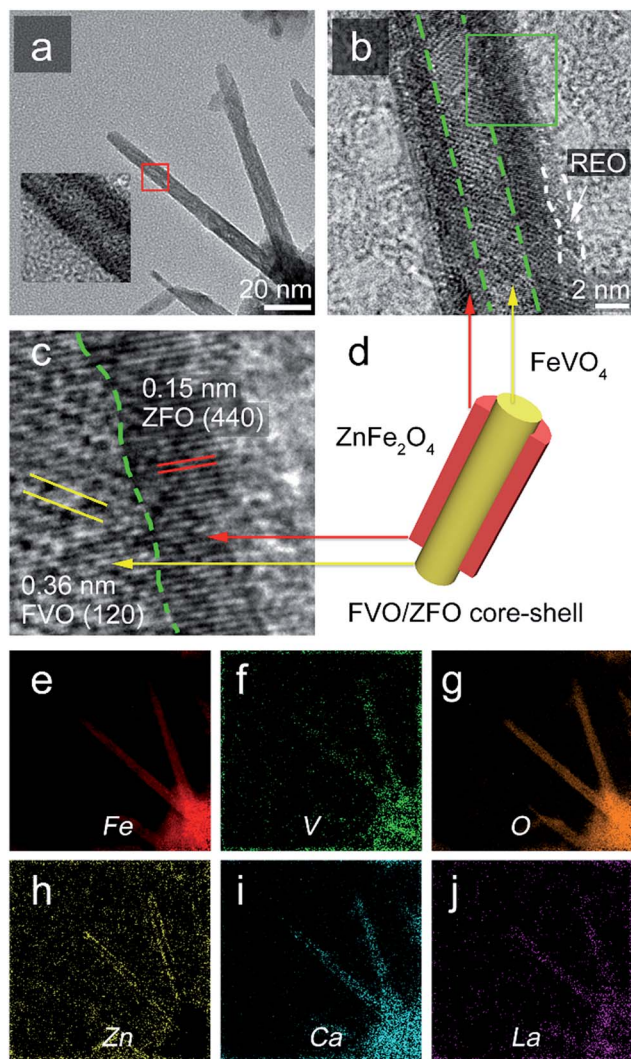 a
20 nm
b
REO
2 nm
c
0.15 nm
ZFO (440)
0.36 nm
FVO (120)
d
FeVO₄
ZnFe₂O₄
FVO/ZFO core-shell
e
Fe
f
V
g
O
h
Zn
i
Ca
j
La